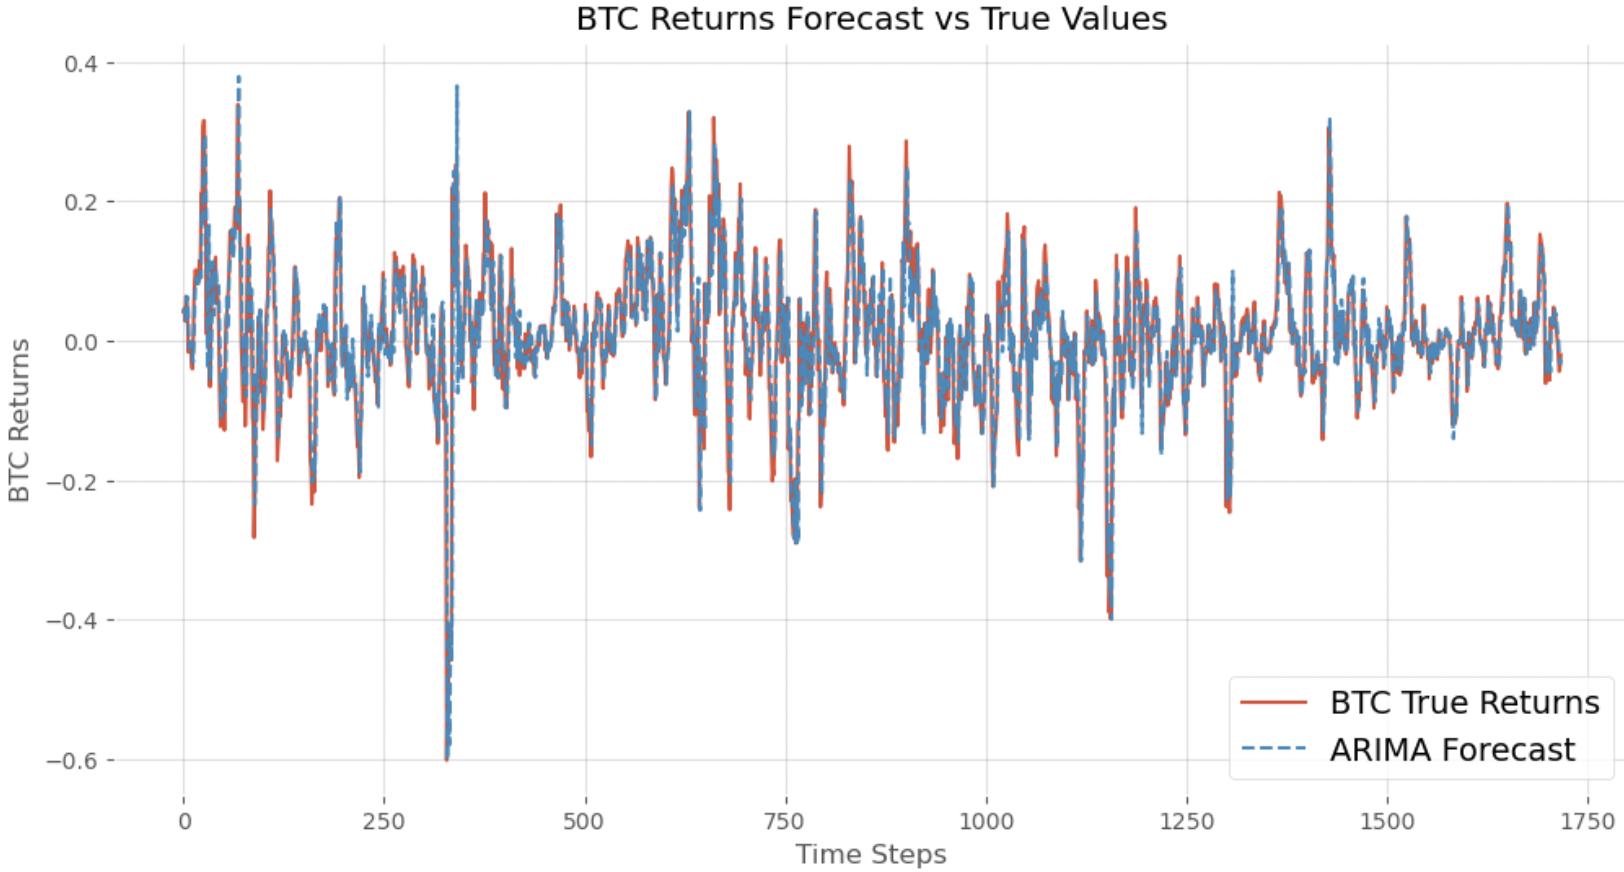 BTC Returns Forecast vs True Values
BTC Returns
0.4
0.2
0.0
−0.2
−0.4
−0.6
0
250
500
750
1000
1250
1500
1750
Time Steps
BTC True Returns
ARIMA Forecast